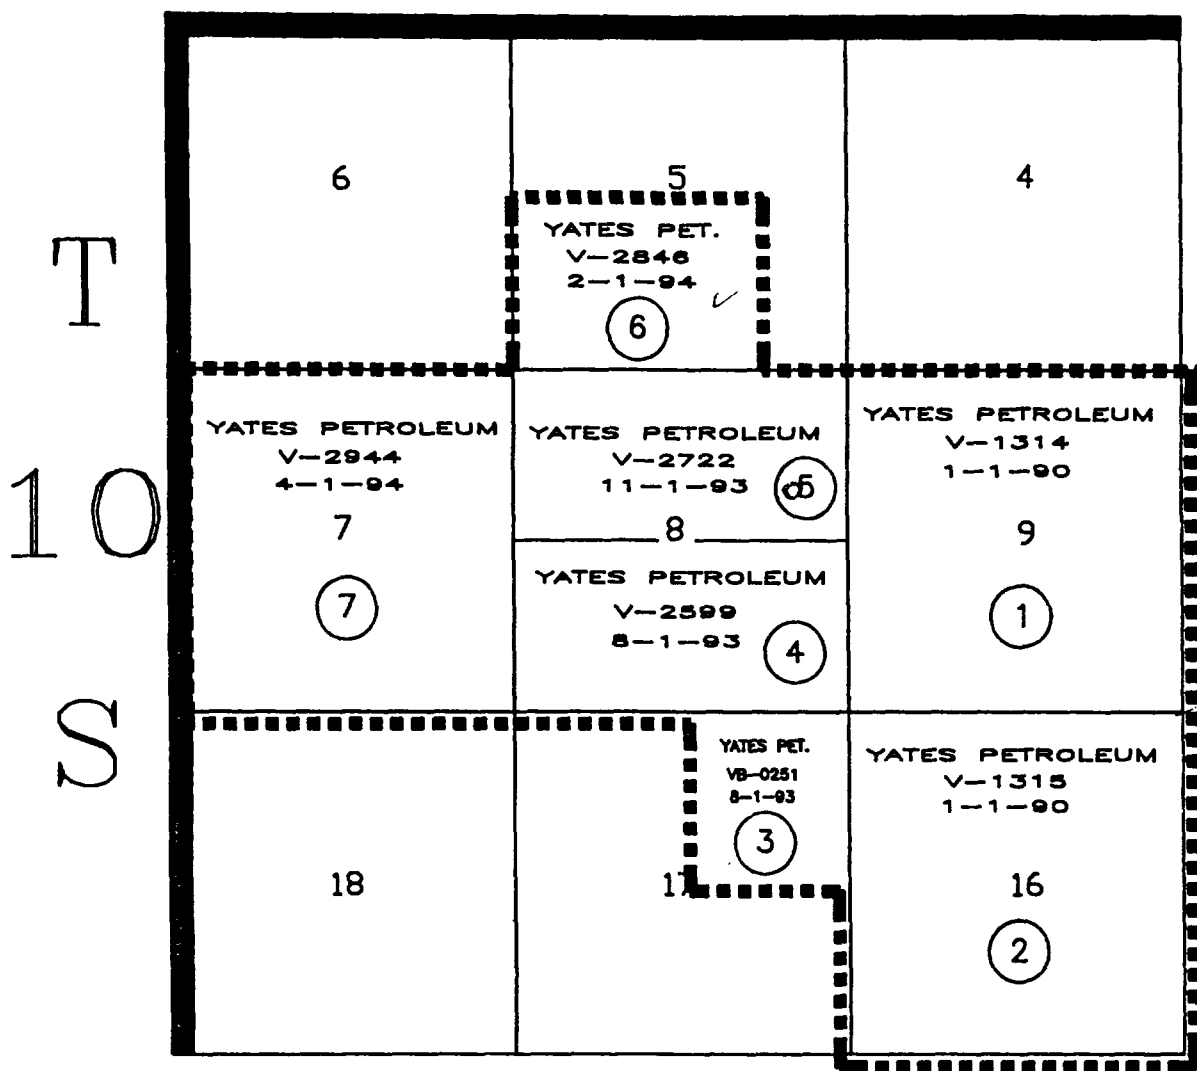 6
5
4
YATES PET.
V-2846
2-1-94
6
T
YATES PETROLEUM
V-2944
4-1-94
7
7
YATES PETROLEUM
V-2722
11-1-93
5
8
YATES PETROLEUM
V-2599
8-1-93
4
YATES PETROLEUM
V-1314
1-1-90
9
1
10
S
YATES PET.
VB-0251
8-1-93
3
YATES PETROLEUM
V-1315
1-1-90
18
17
16
2